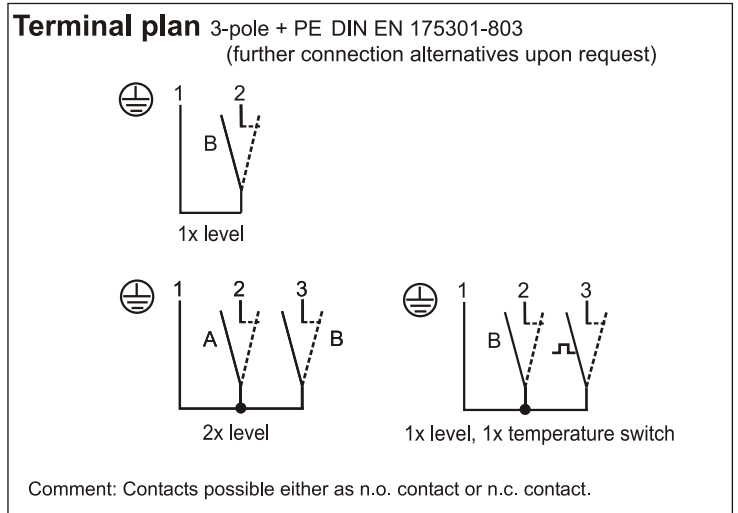 Terminal plan 3-pole + PE DIN EN 175301-803
(further connection alternatives upon request)
1 2
B
1x level
1 2 3
A B
2x level
1 2 3
B
1x level, 1x temperature switch
Comment: Contacts possible either as n.o. contact or n.c. contact.